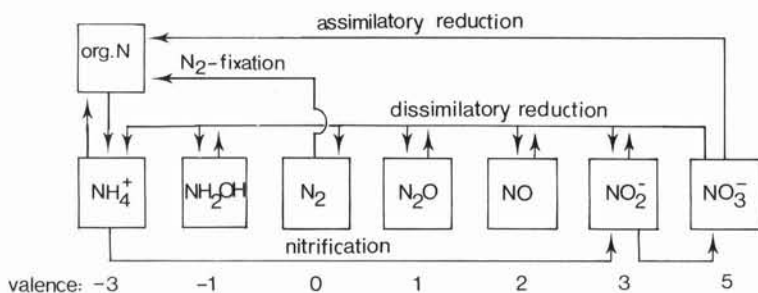 assimilatory reduction
org.N
N₂-fixation
dissimilatory reduction
NH₄⁺ NH₂OH N₂ N₂O NO NO₂⁻ NO₃⁻
nitrification
valence: -3 -1 0 1 2 3 5